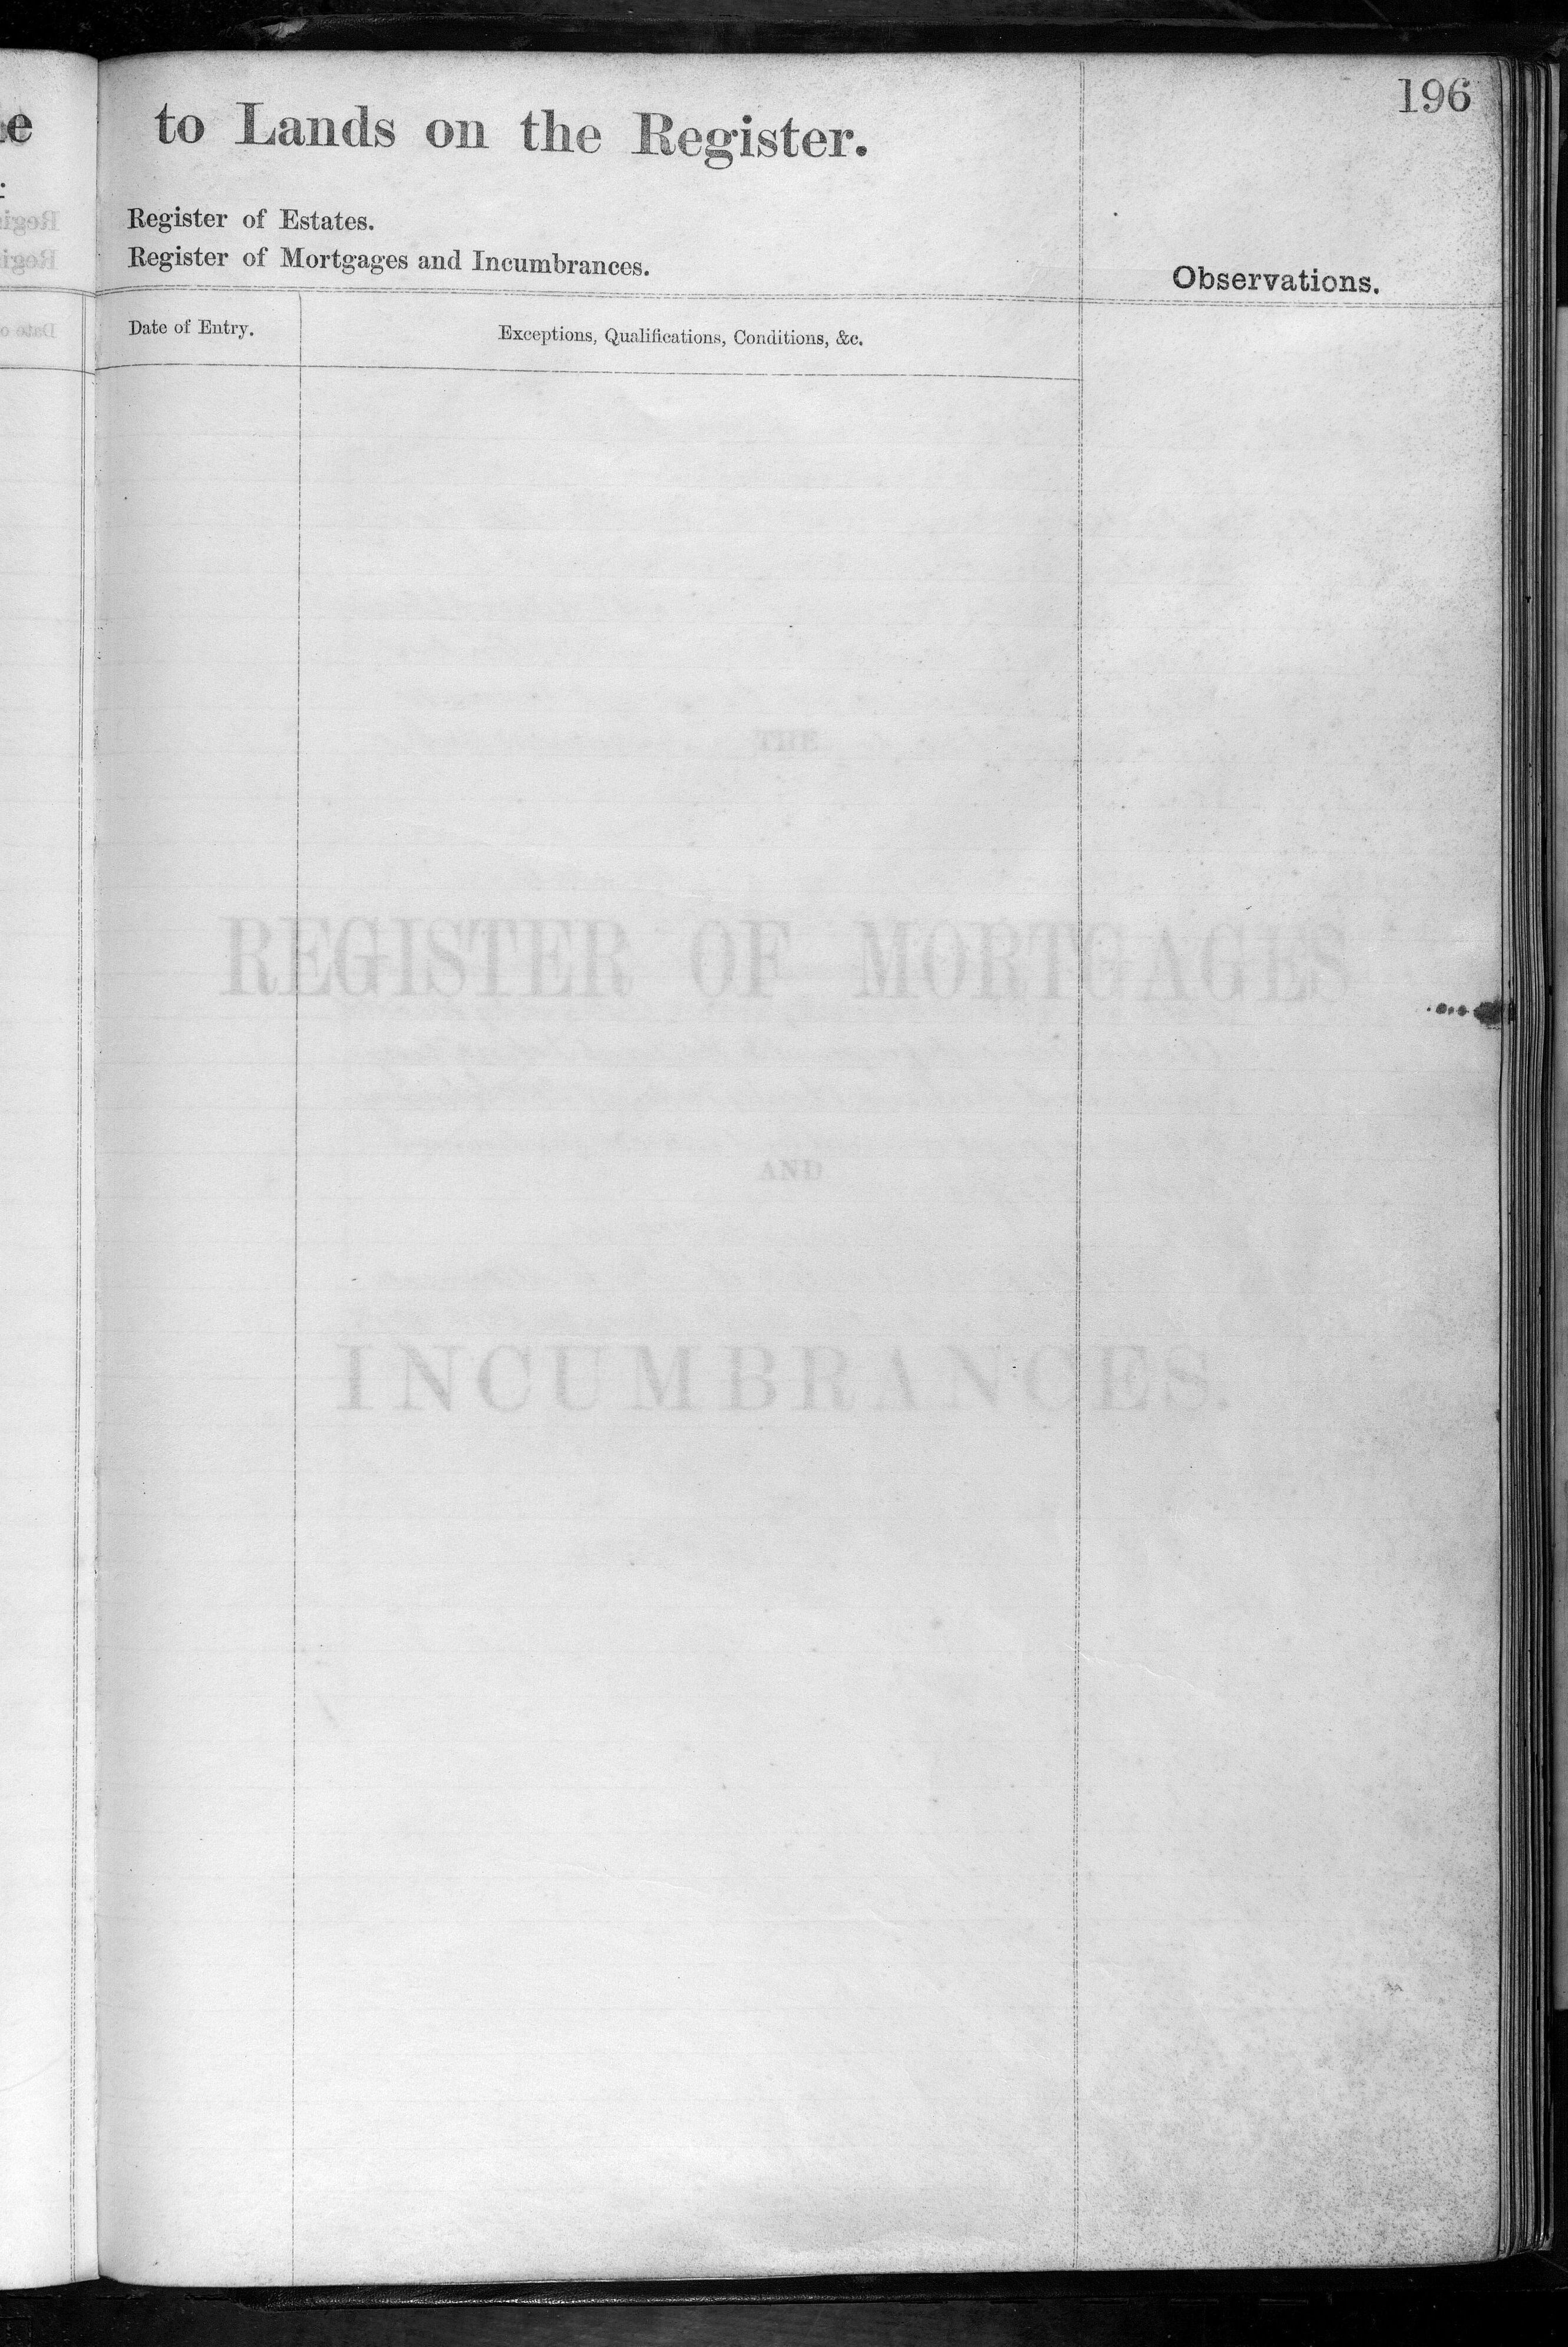 196
to Lands on the Register.
Register of Estates.
Register of Mortgages and Incumbrances.
Observations.
Date of Entry.
Exceptions, Qualifications, Conditions, &c.
THE
REGISTER OF MORTGAGES
AND
INCUMBRANCES.